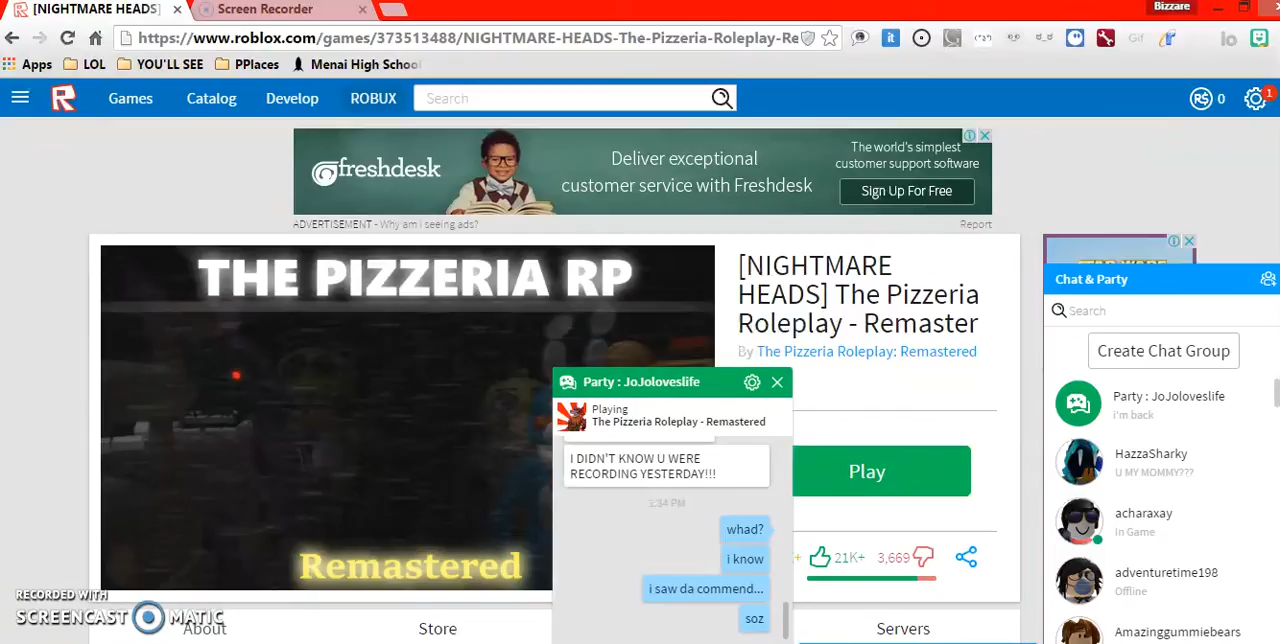 [NIGHTMARE HEADS]
Screen Recorder
Bizzare
https://www.roblox.com/games/373513488/NIGHTMARE-HEADS-The-Pizzeria-Roleplay-Re
Apps
LOL
YOU'LL SEE
PPlaces
Menai High School
Games
Catalog
Develop
ROBUX
Search
R$ 0
1
freshdesk
Deliver exceptional
customer service with Freshdesk
The world's simplest
customer support software
Sign Up For Free
ADVERTISEMENT - Why am I seeing ads?
Report
THE PIZZERIA RP
Remastered
[NIGHTMARE
HEADS] The Pizzeria
Roleplay - Remaster
By The Pizzeria Roleplay: Remastered
Play
21K+
3,669
Party : JoJoloveslife
Playing
The Pizzeria Roleplay - Remastered
I DIDN'T KNOW U WERE
RECORDING YESTERDAY!!!
1:34 PM
whad?
i know
i saw da commend...
soz
Chat & Party
Search
Create Chat Group
Party : JoJoloveslife
i'm back
HazzaSharky
U MY MOMMY???
acharaxay
In Game
adventuretime198
Offline
Amazinggummiebears
RECORDED WITH
SCREENCAST MATIC
About
Store
Servers